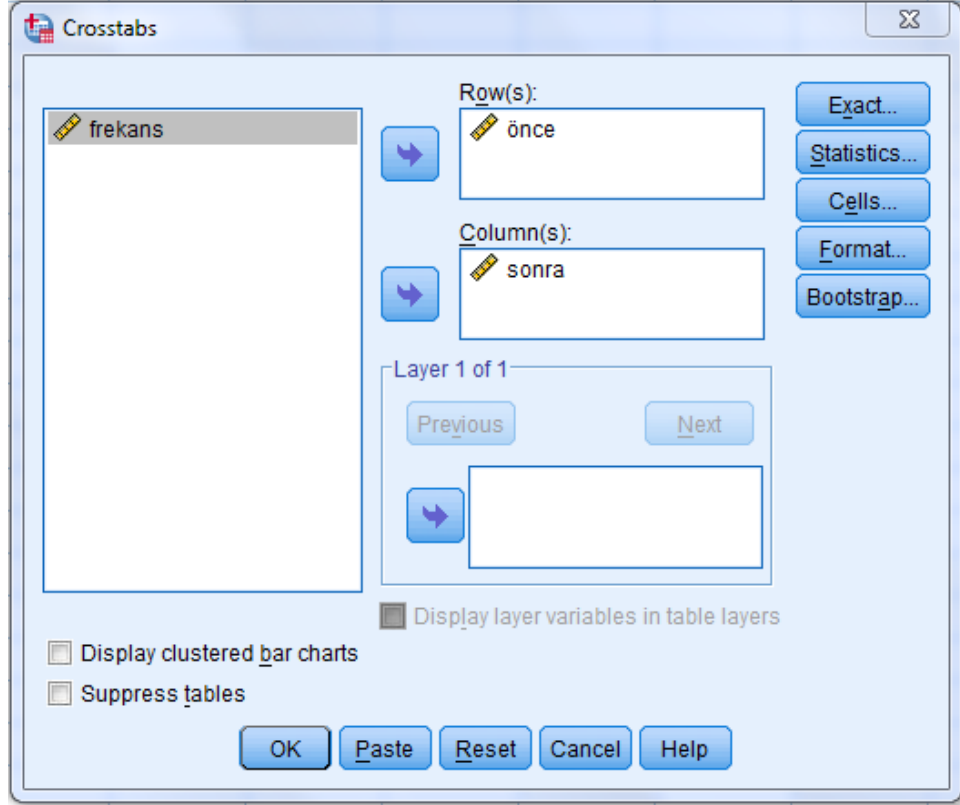 Crosstabs
frekans
Row(s):
önce
Column(s):
sonra
Layer 1 of 1
Previous
Next
Display layer variables in table layers
Exact...
Statistics...
Cells...
Format...
Bootstrap...
Display clustered bar charts
Suppress tables
OK
Paste
Reset
Cancel
Help